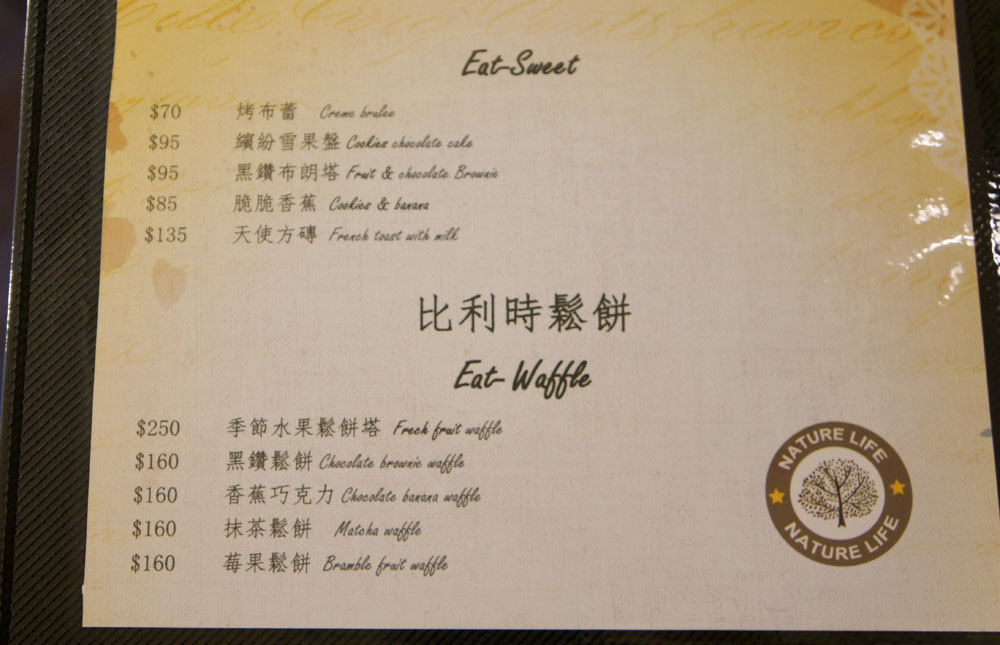 Eat-Sweet
$70 烤布蕾 Creme brulee
$95 繽紛雪果盤 Cookies chocolate cake
$95 黑鑽布朗塔 Fruit & chocolate Brownie
$85 脆脆香蕉 Cookies & banana
$135 天使方磚 French toast with milk
比利時鬆餅
Eat-Waffle
$250 季節水果鬆餅塔 Frech fruit waffle
$160 黑鑽鬆餅 Chocolate brownie waffle
$160 香蕉巧克力 Chocolate banana waffle
$160 抹茶鬆餅 Matcha waffle
$160 莓果鬆餅 Bramble fruit waffle
NATURE LIFE
NATURE LIFE